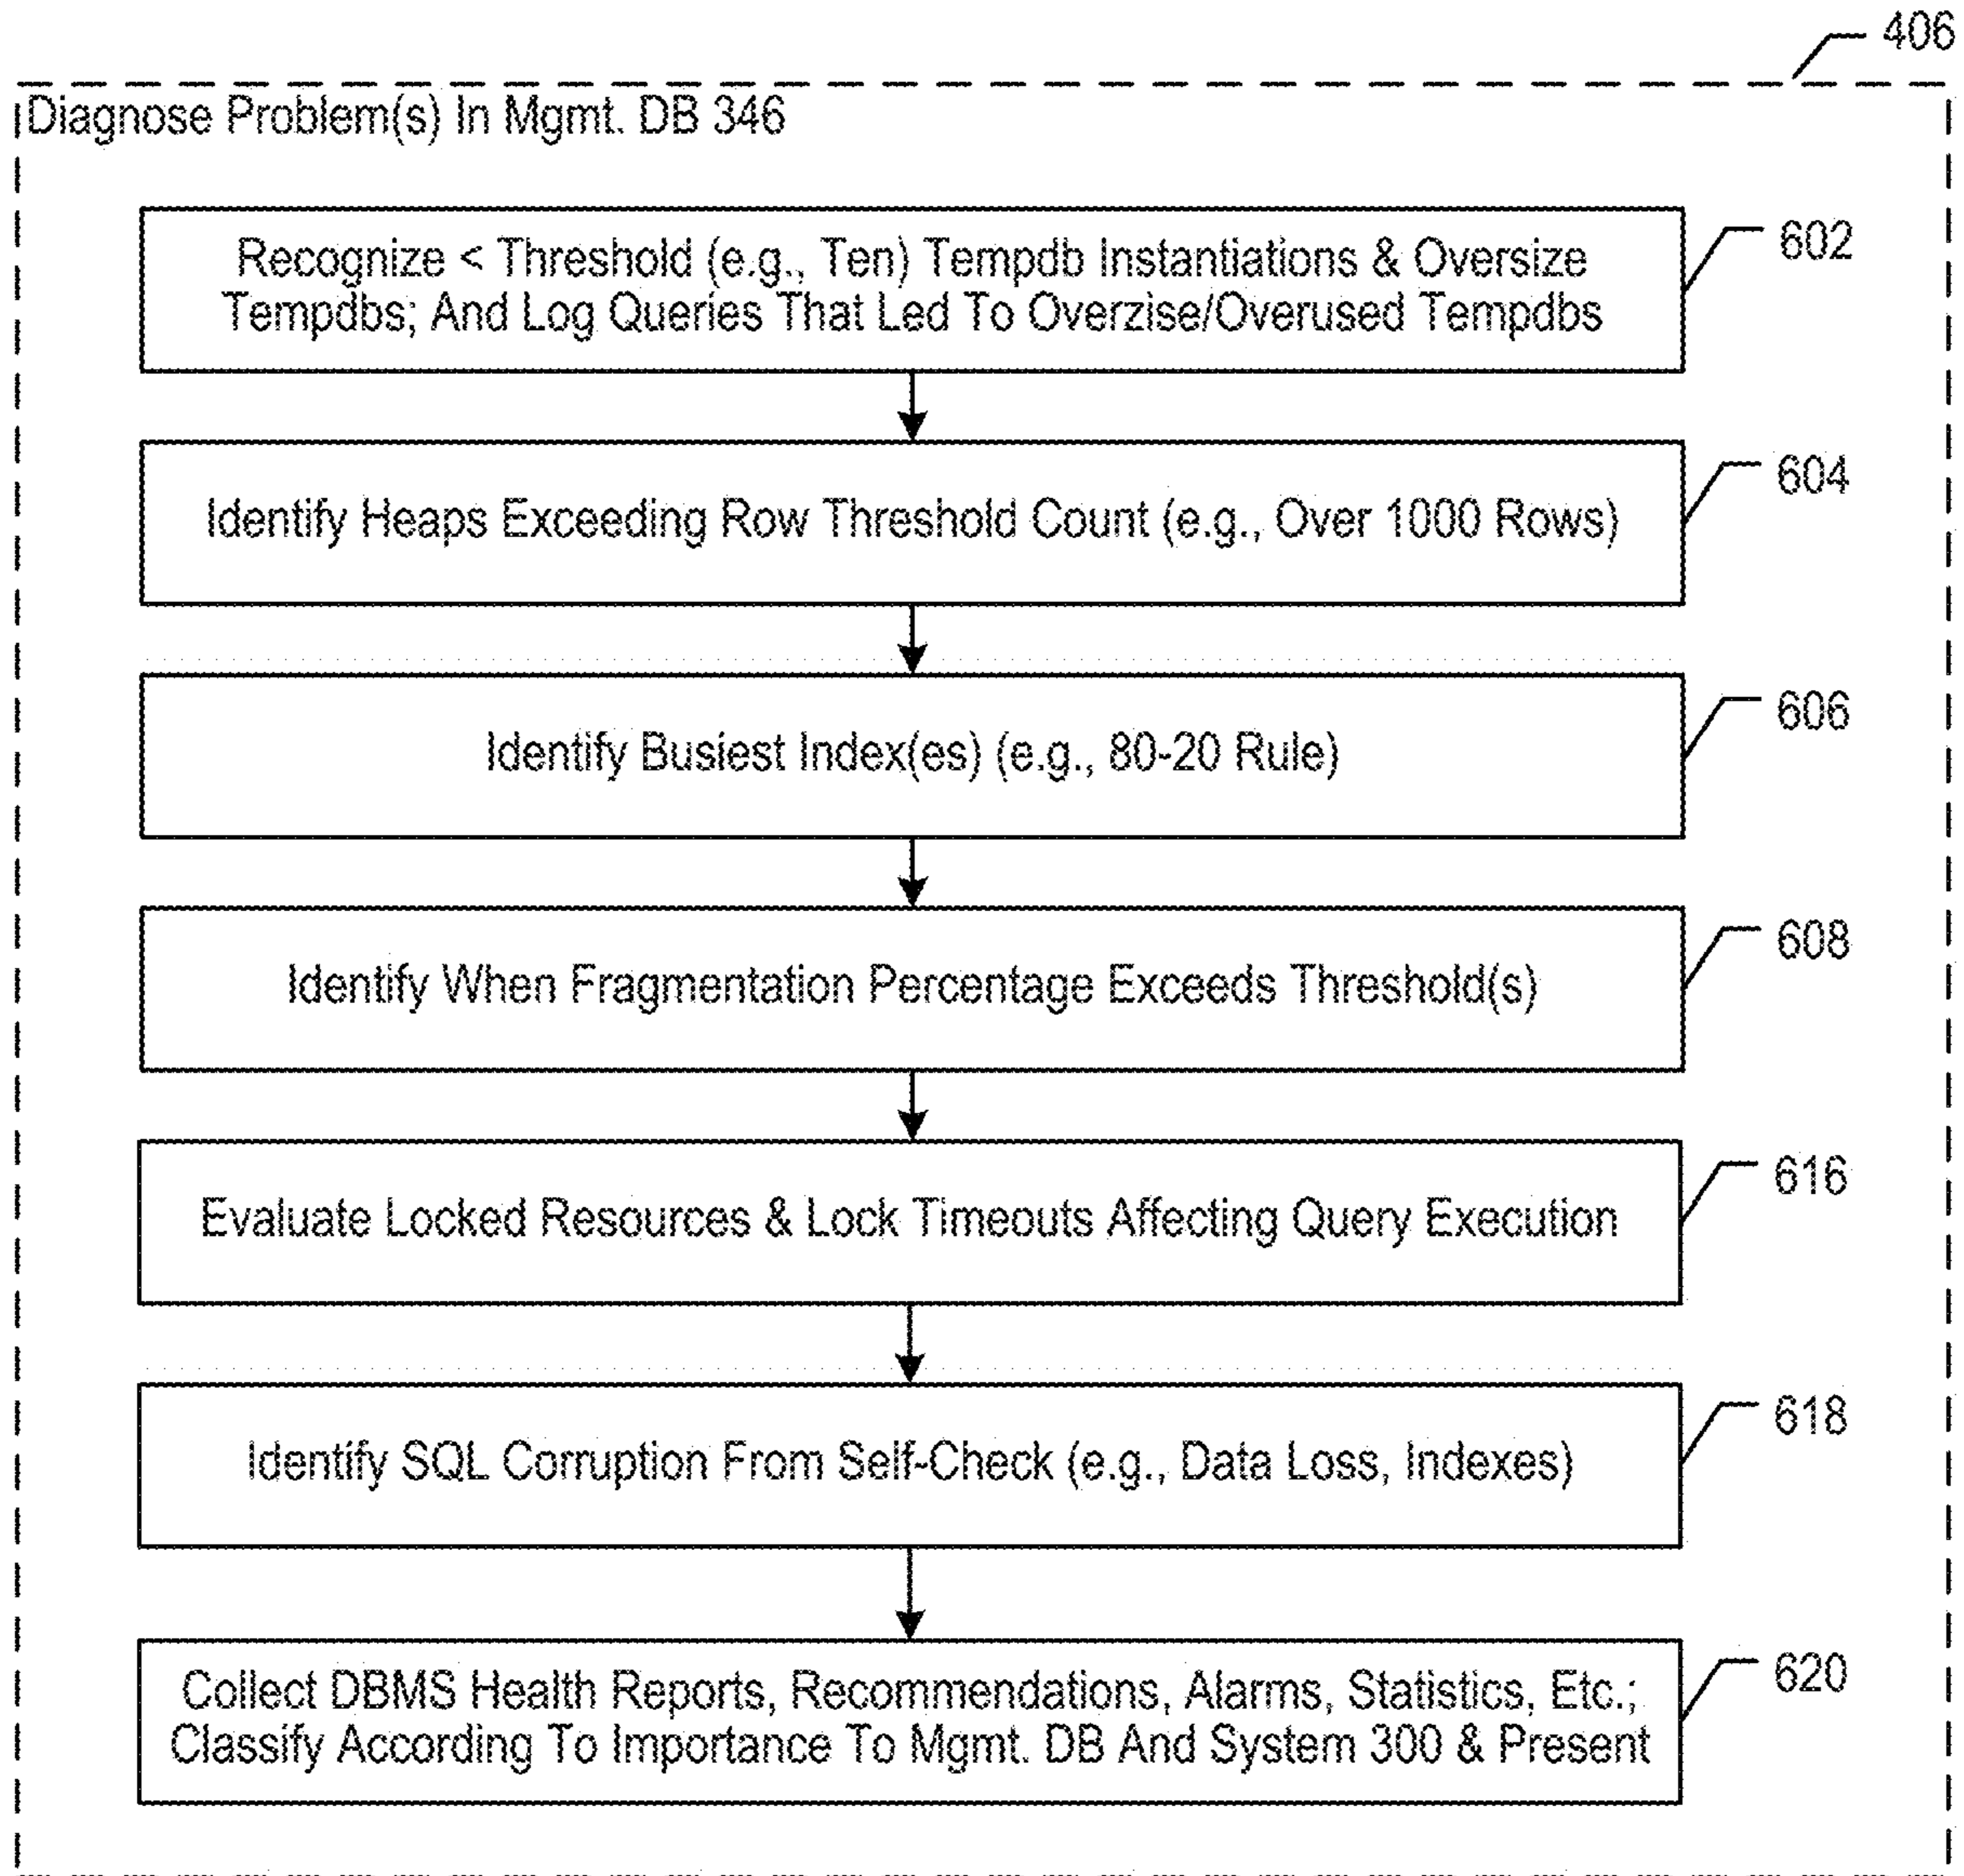 406
Diagnose Problem(s) In Mgmt. DB 346
Recognize < Threshold (e.g., Ten) Tempdb Instantiations & Oversize
Tempdbs; And Log Queries That Led To Overzise/Overused Tempdbs
602
Identify Heaps Exceeding Row Threshold Count (e.g., Over 1000 Rows)
604
Identify Busiest Index(es) (e.g., 80-20 Rule)
606
Identify When Fragmentation Percentage Exceeds Threshold(s)
608
Evaluate Locked Resources & Lock Timeouts Affecting Query Execution
616
Identify SQL Corruption From Self-Check (e.g., Data Loss, Indexes)
618
Collect DBMS Health Reports, Recommendations, Alarms, Statistics, Etc.;
Classify According To Importance To Mgmt. DB And System 300 & Present
620